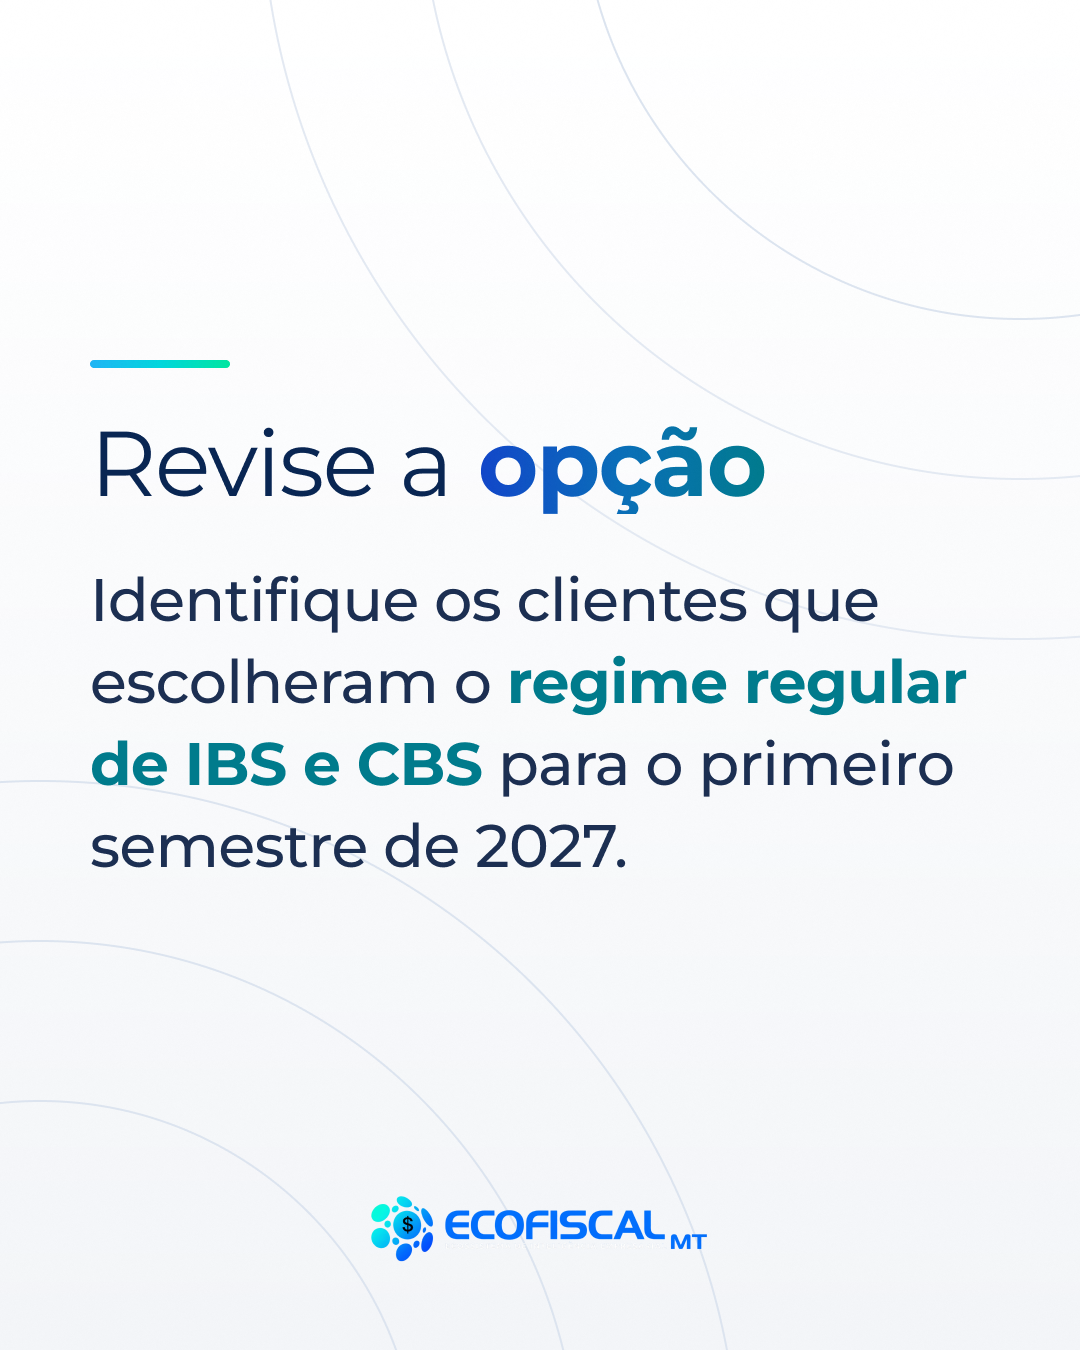 Revise a opção
Identifique os clientes que
escolheram o regime regular
de IBS e CBS para o primeiro
semestre de 2027.
$
ECOFISCAL MT